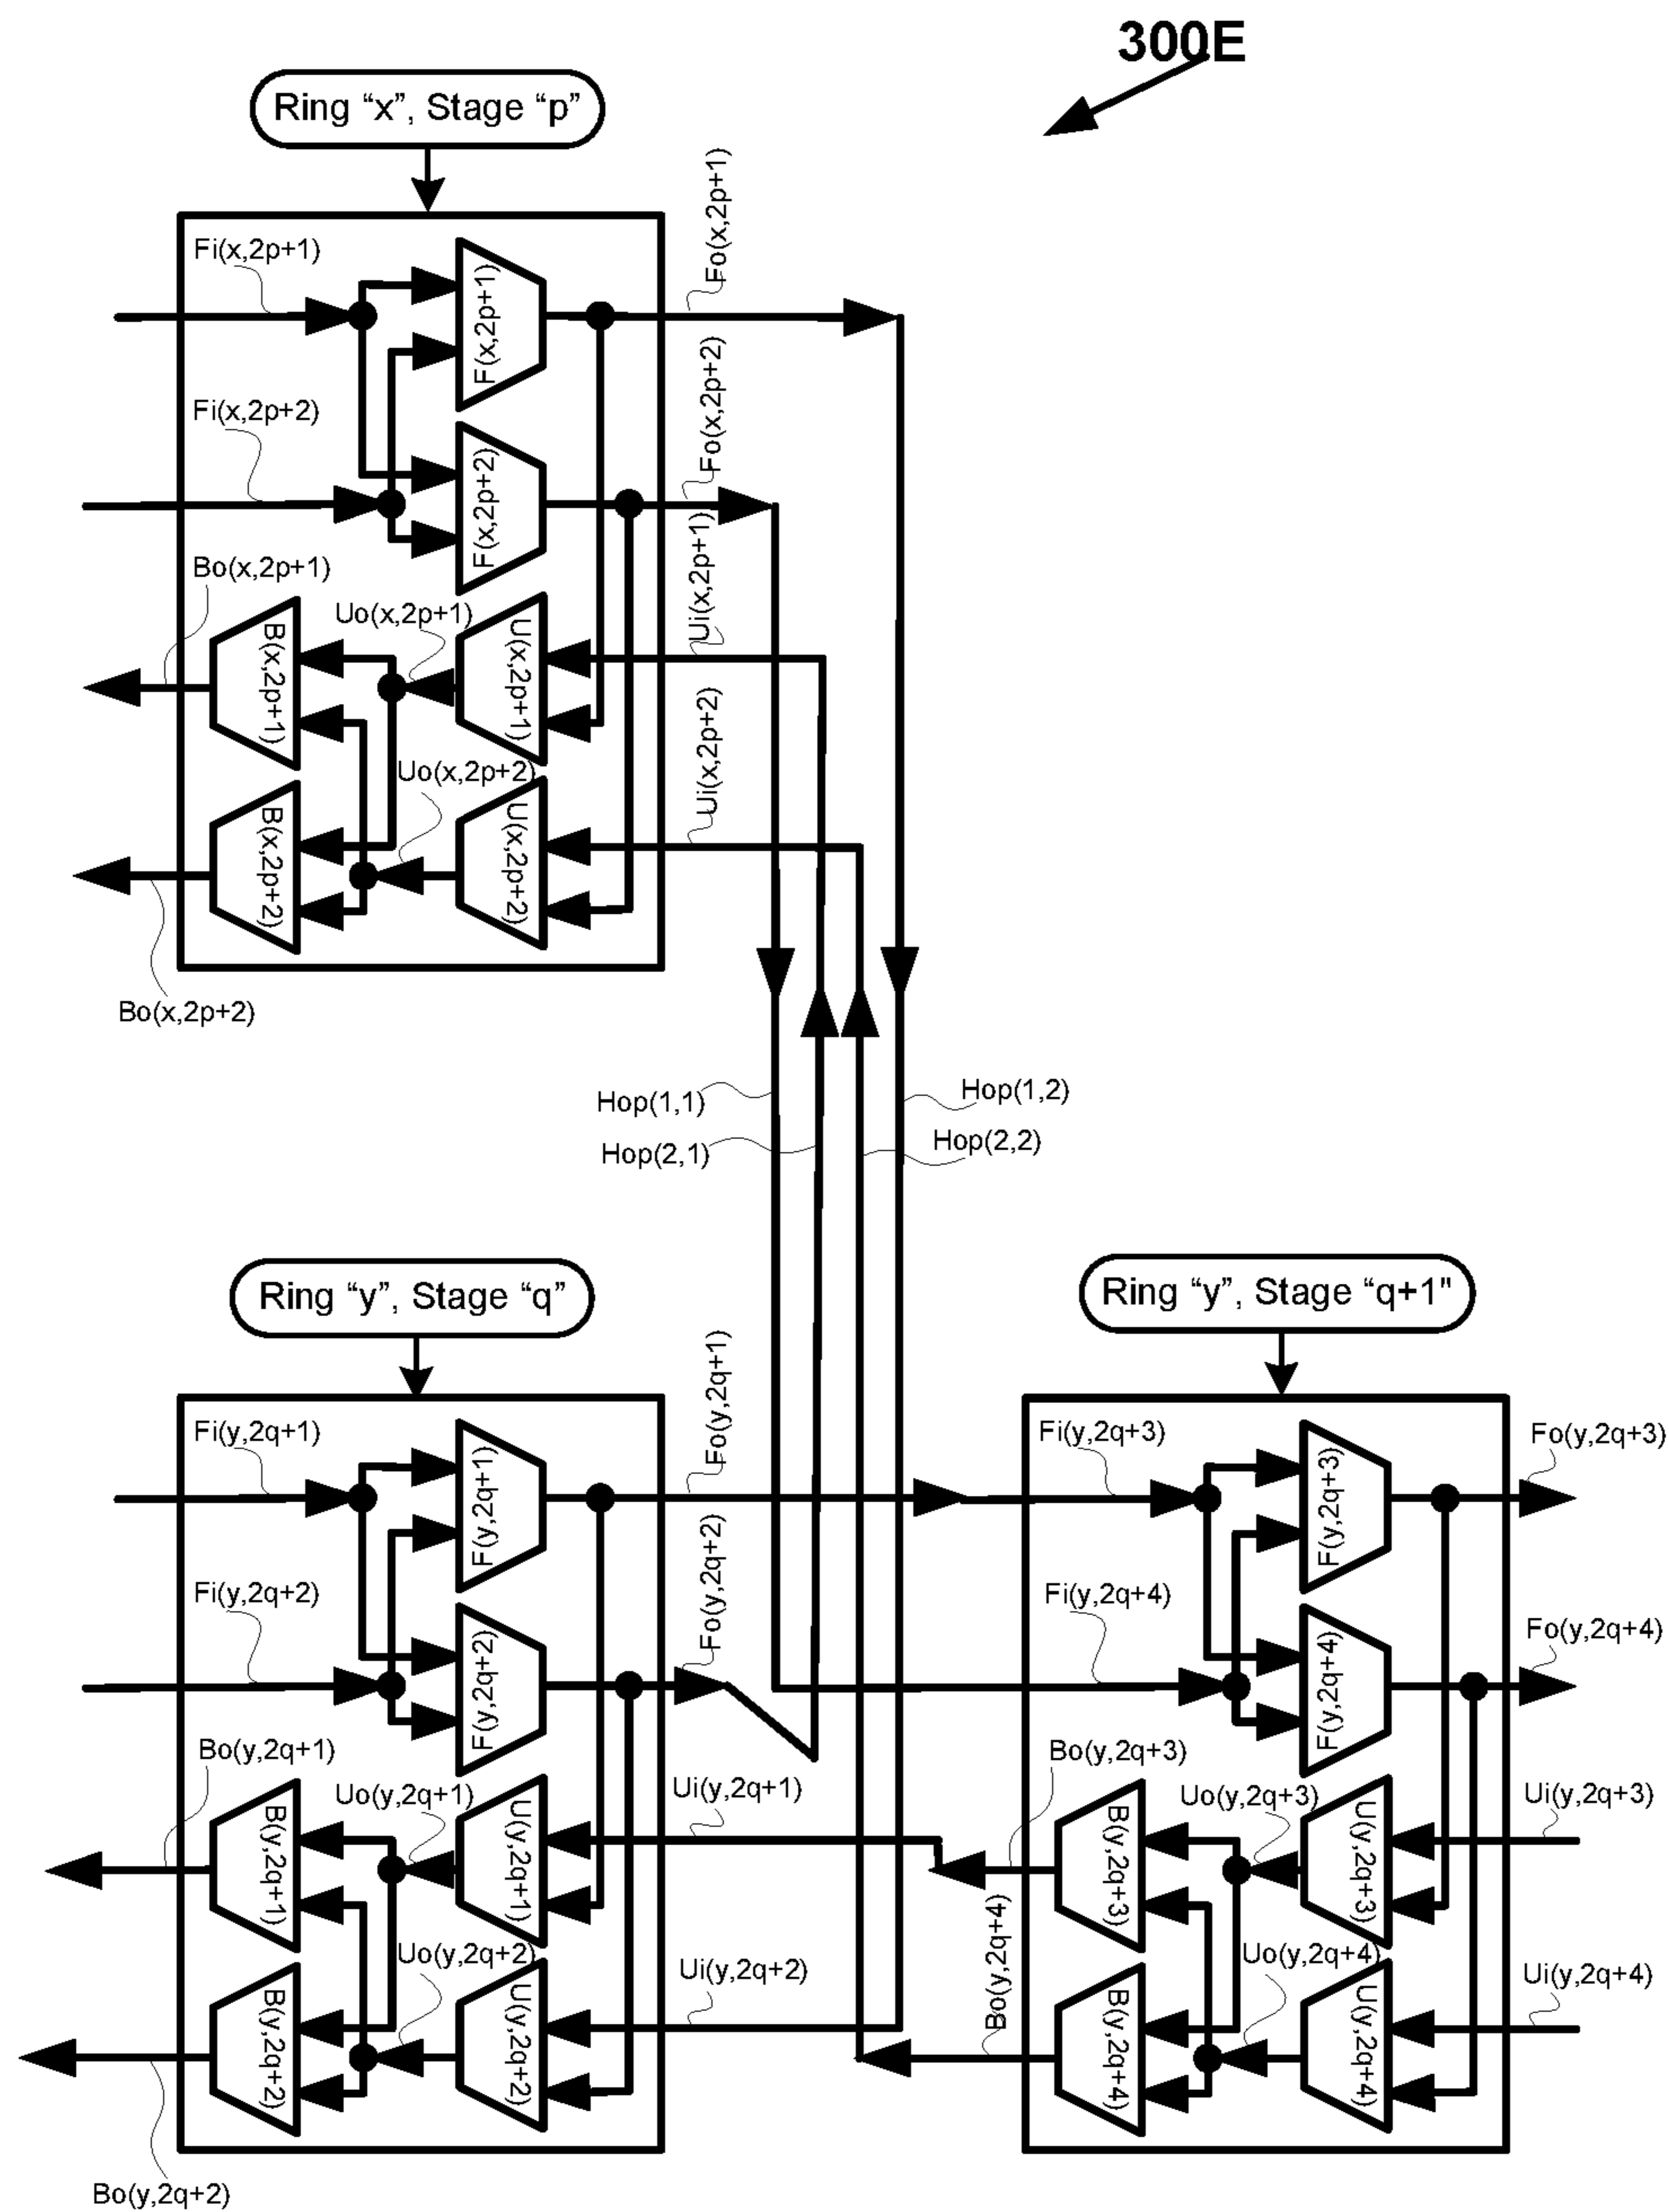 300E
Ring “x”, Stage “p”
Fi(x,2p+1)
F(x,2p+1)
Fo(x,2p+1)
Fi(x,2p+2)
F(x,2p+2)
Fo(x,2p+2)
Bo(x,2p+1)
B(x,2p+1)
Uo(x,2p+1)
U(x,2p+1)
Ui(x,2p+1)
Uo(x,2p+2)
B(x,2p+2)
U(x,2p+2)
Ui(x,2p+2)
Bo(x,2p+2)
Hop(1,1)
Hop(1,2)
Hop(2,1)
Hop(2,2)
Ring “y”, Stage “q”
Ring “y”, Stage “q+1"
Fi(y,2q+1)
F(y,2q+1)
Fo(y,2q+1)
Fi(y,2q+3)
F(y,2q+3)
Fo(y,2q+3)
Fi(y,2q+2)
F(y,2q+2)
Fo(y,2q+2)
Fi(y,2q+4)
F(y,2q+4)
Fo(y,2q+4)
Bo(y,2q+1)
B(y,2q+1)
Uo(y,2q+1)
U(y,2q+1)
Ui(y,2q+1)
Bo(y,2q+3)
B(y,2q+3)
Uo(y,2q+3)
U(y,2q+3)
Ui(y,2q+3)
Uo(y,2q+2)
B(y,2q+2)
U(y,2q+2)
Ui(y,2q+2)
Bo(y,2q+4)
B(y,2q+4)
Uo(y,2q+4)
U(y,2q+4)
Ui(y,2q+4)
Bo(y,2q+2)